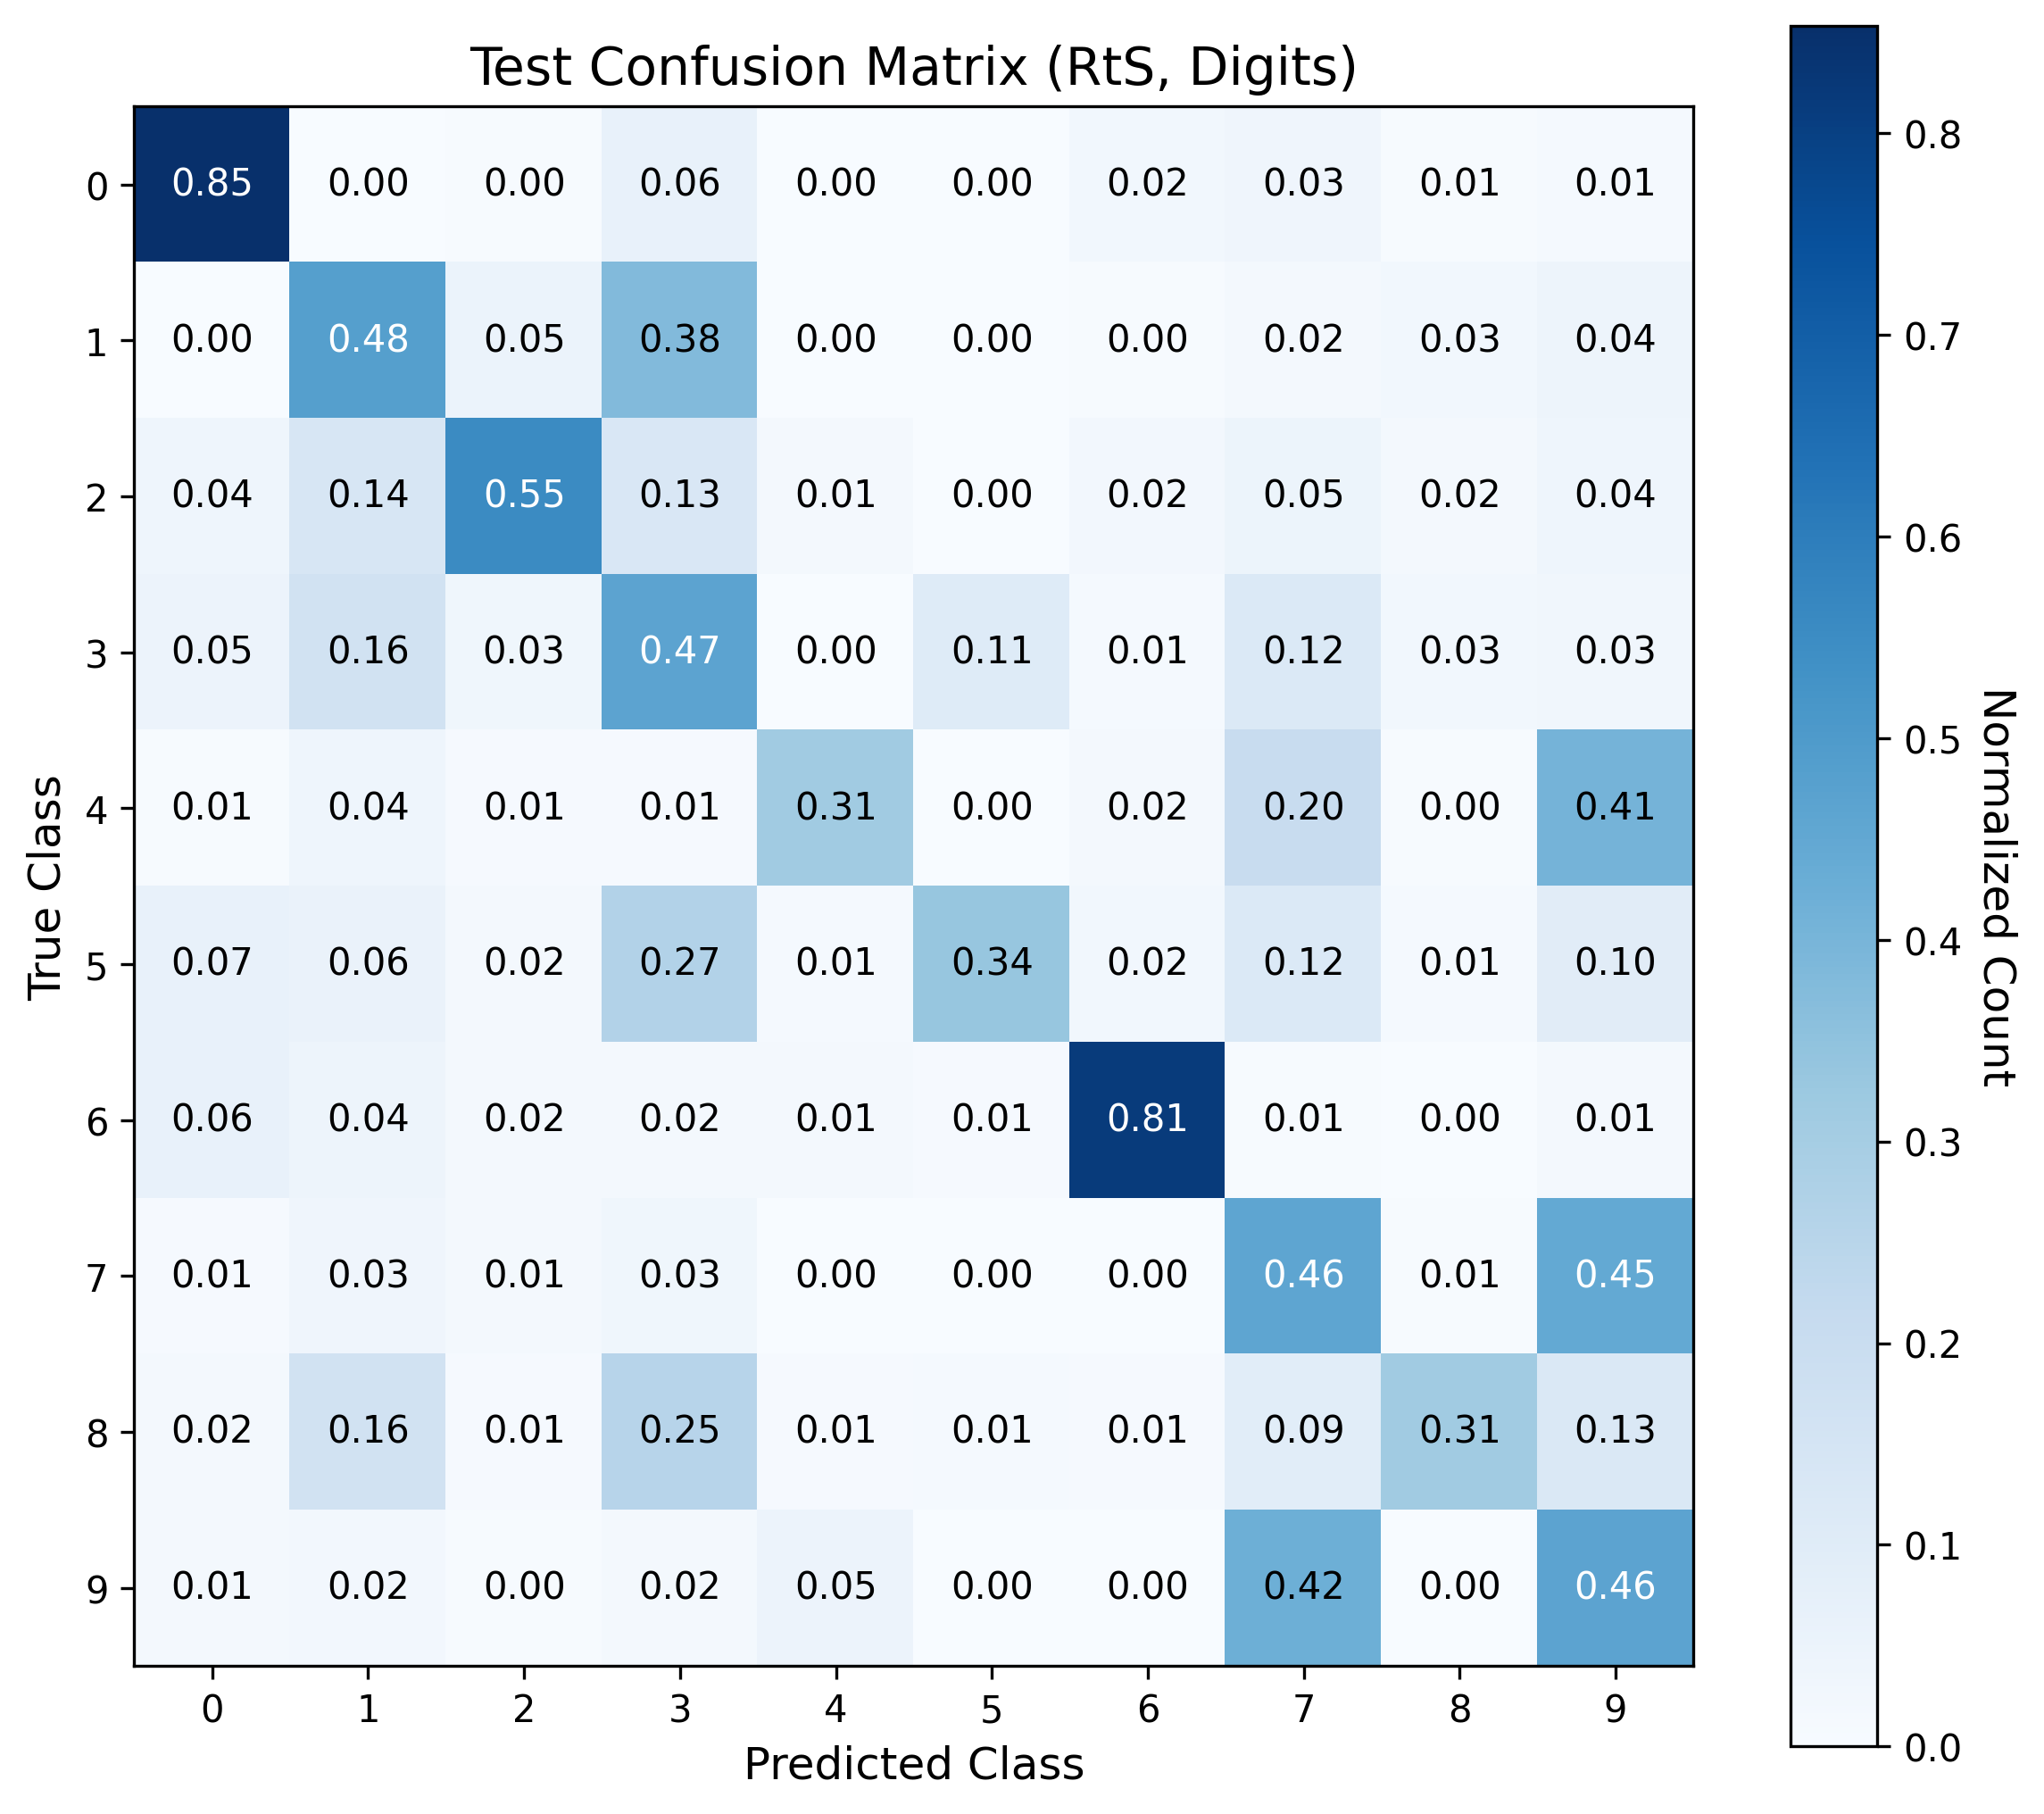 Test Confusion Matrix (RtS, Digits)
0 0.85 0.00 0.00 0.06 0.00 0.00 0.02 0.03 0.01 0.01
1 0.00 0.48 0.05 0.38 0.00 0.00 0.00 0.02 0.03 0.04
2 0.04 0.14 0.55 0.13 0.01 0.00 0.02 0.05 0.02 0.04
3 0.05 0.16 0.03 0.47 0.00 0.11 0.01 0.12 0.03 0.03
4 0.01 0.04 0.01 0.01 0.31 0.00 0.02 0.20 0.00 0.41
5 0.07 0.06 0.02 0.27 0.01 0.34 0.02 0.12 0.01 0.10
6 0.06 0.04 0.02 0.02 0.01 0.01 0.81 0.01 0.00 0.01
7 0.01 0.03 0.01 0.03 0.00 0.00 0.00 0.46 0.01 0.45
8 0.02 0.16 0.01 0.25 0.01 0.01 0.01 0.09 0.31 0.13
9 0.01 0.02 0.00 0.02 0.05 0.00 0.00 0.42 0.00 0.46
0 1 2 3 4 5 6 7 8 9
Predicted Class
True Class
0.8
0.7
0.6
0.5
0.4
0.3
0.2
0.1
0.0
Normalized Count